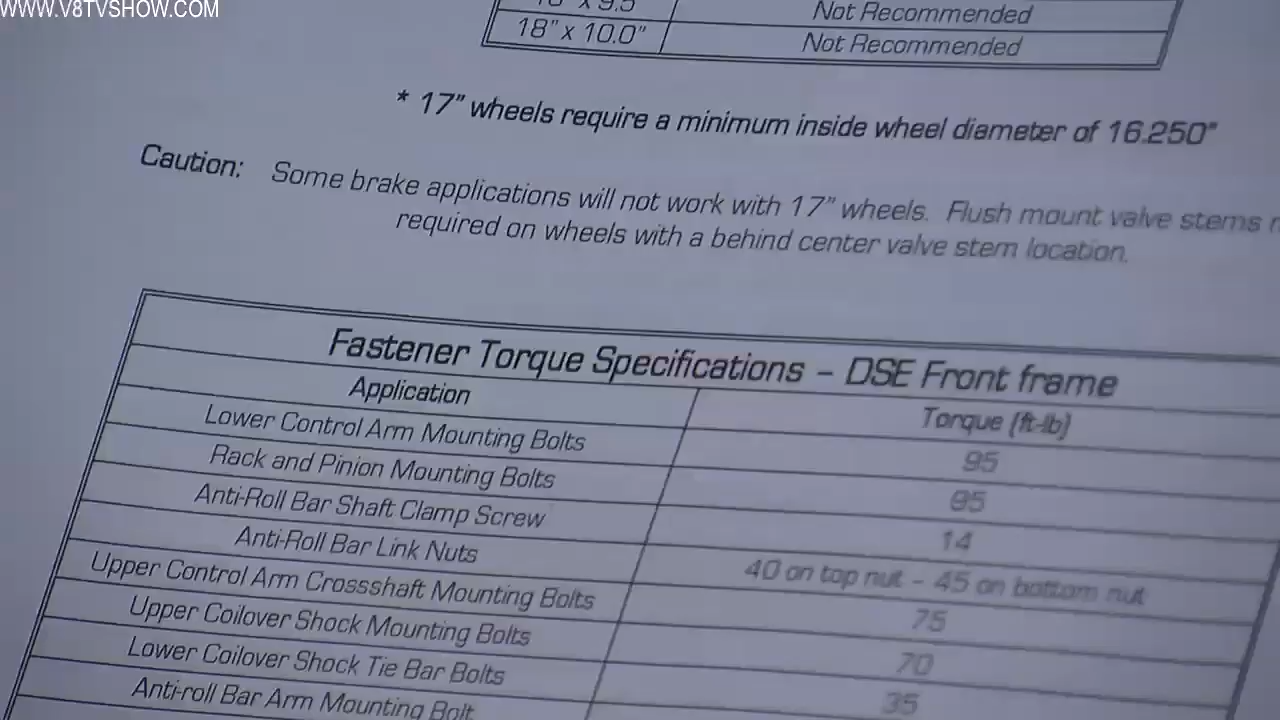 Not Recommended
18" x 10.0" Not Recommended
* 17" wheels require a minimum inside wheel diameter of 16.250"
Caution: Some brake applications will not work with 17" wheels. Flush mount valve stems
required on wheels with a behind center valve stem location.
Fastener Torque Specifications – DSE Front frame
Application Torque (ft-lb)
Lower Control Arm Mounting Bolts 95
Rack and Pinion Mounting Bolts
Anti-Roll Bar Shaft Clamp Screw 14
Anti-Roll Bar Link Nuts 40 on top nut – 45 on bottom nut
Upper Control Arm Crossshaft Mounting Bolts 75
Upper Coilover Shock Mounting Bolts 70
Lower Coilover Shock Tie Bar Bolts 35
Anti-roll Bar Arm Mounting Bolt
WWW.V8TVSHOW.COM